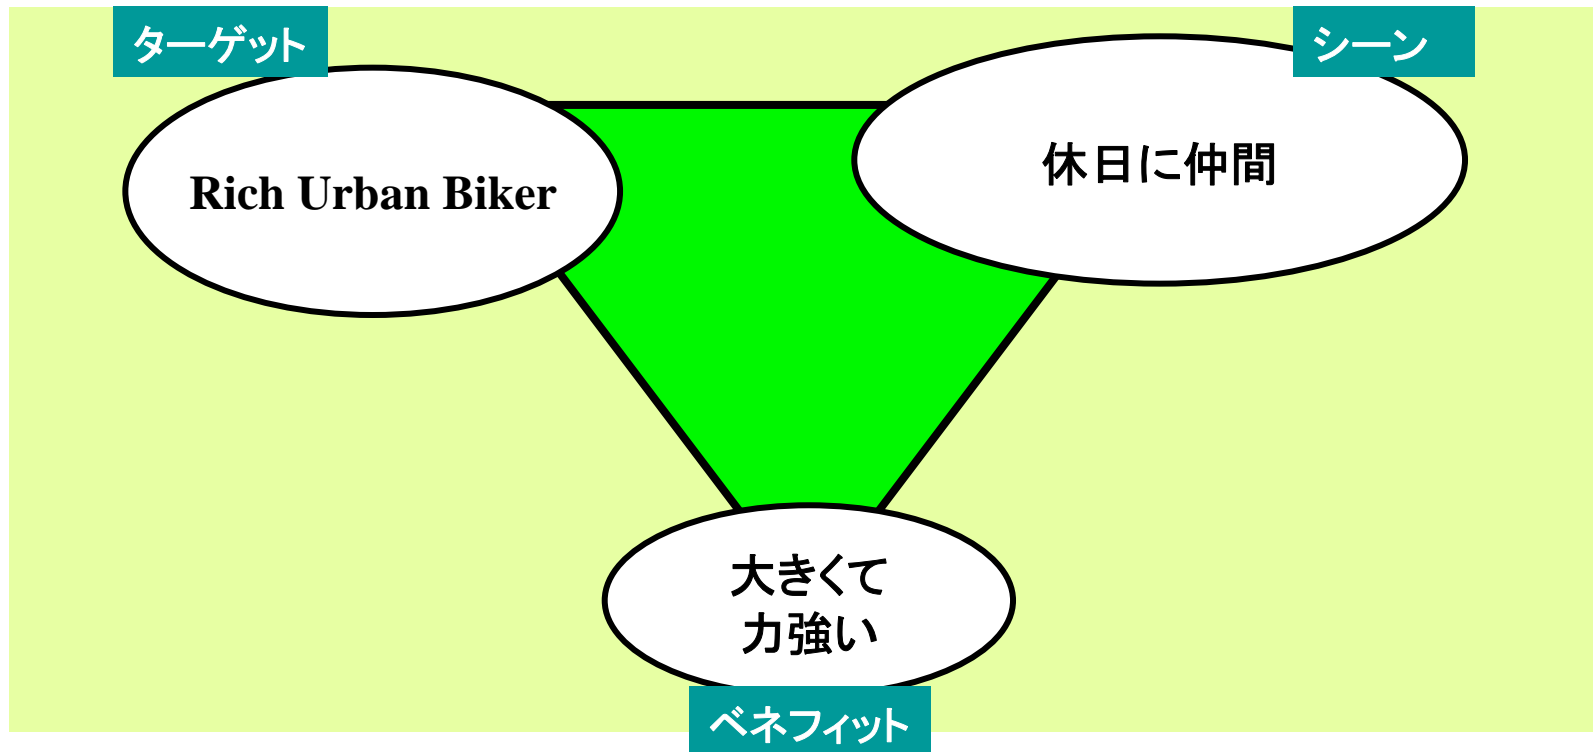 ターゲット
シーン
Rich Urban Biker
休日に仲間
大きくて
力強い
ベネフィット